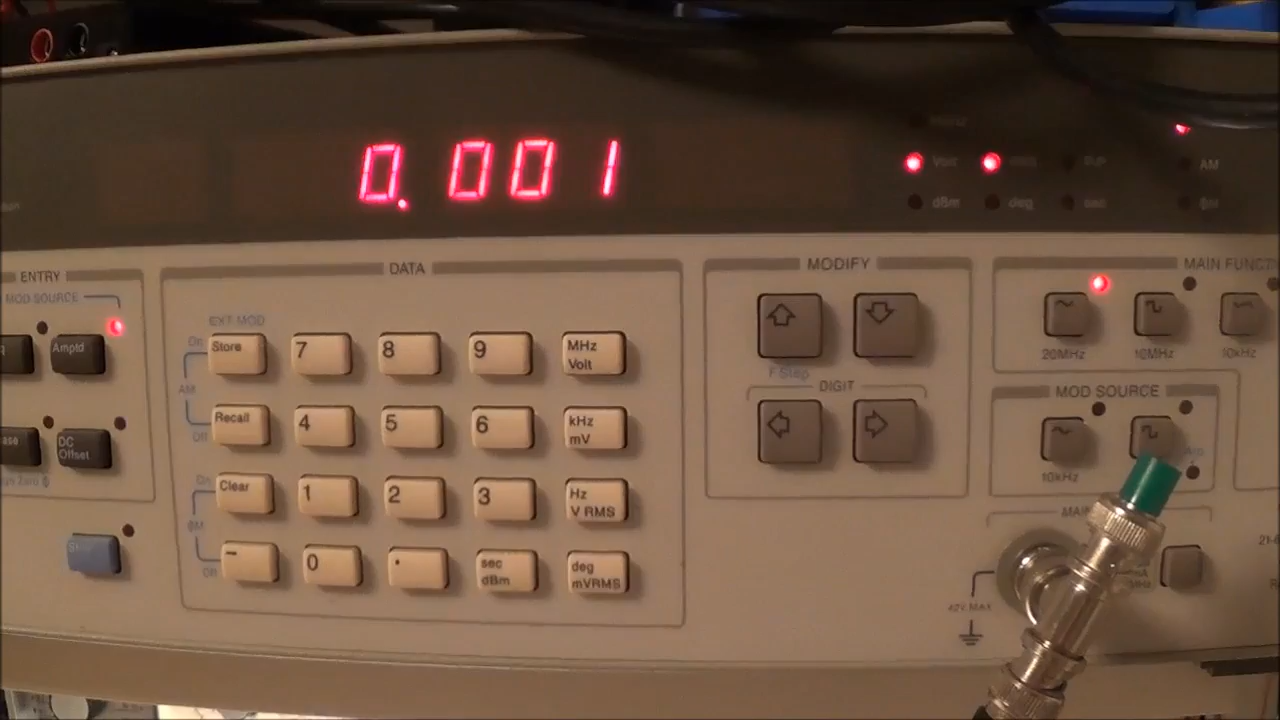 0.001
Volt
AM
dBm deg
ENTRY DATA MODIFY MAIN FUNCT
MOD SOURCE
EXT MOD
On Store 7 8 9 MHz
Volt
Amptd
20MHz 10MHz 10kHz
AM
F Step
DIGIT
MOD SOURCE
Recall 4 5 6 kHz
mV
Off
DC
Offset
10kHz
On Clear 1 2 3 Hz
V RMS
ΦM
Off - 0 . sec
dBm
deg
mVRMS
42V Max